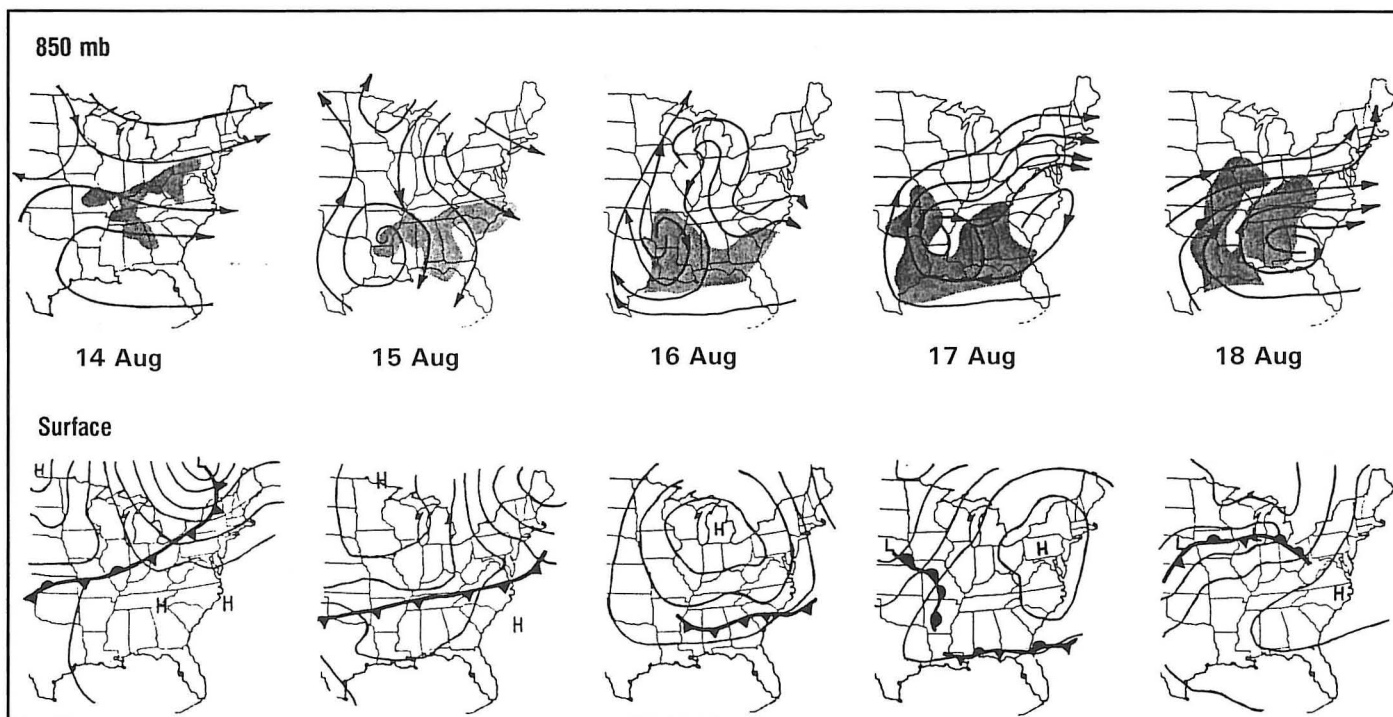 850 mb
14 Aug 15 Aug 16 Aug 17 Aug 18 Aug
Surface
H L
H H
H
H
H
L H
L
H